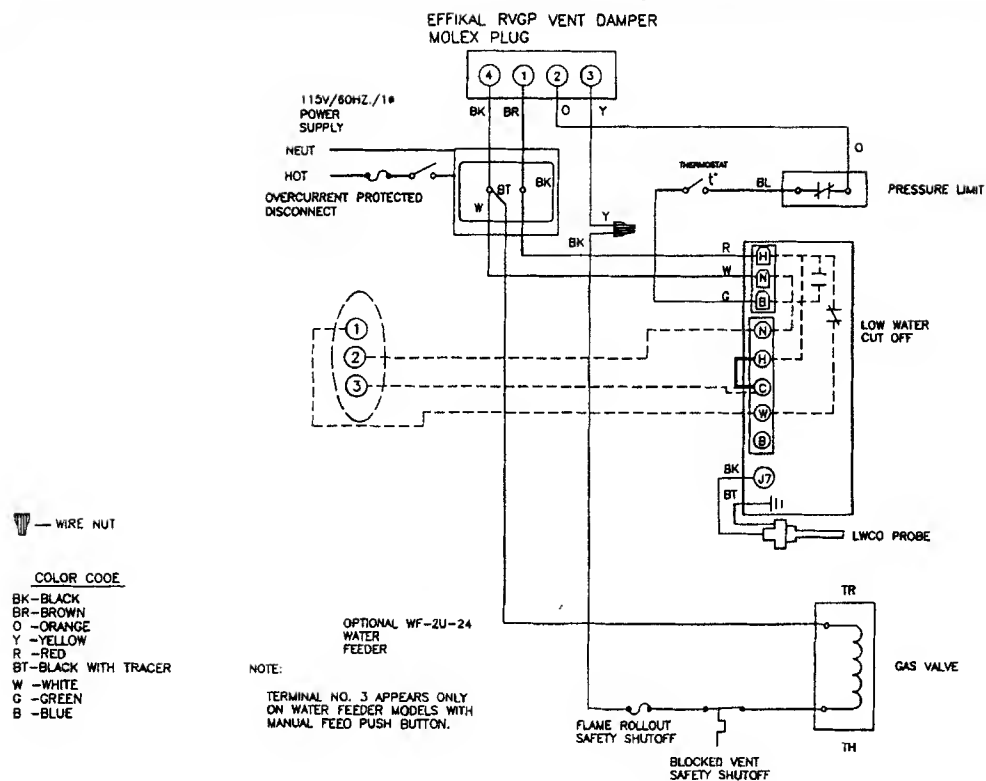 EFFIKAL RVGP VENT DAMPER
MOLEX PLUG
4 1 2 3
BK BR O Y
115V/60HZ./1ø
POWER
SUPPLY
NEUT
HOT
OVERCURRENT PROTECTED
DISCONNECT
BT
BK
W
Y
BK
THERMOSTAT
t°
BL
O
PRESSURE LIMIT
R H
W N
G B
N
H
C
W
B
LOW WATER
CUT OFF
1
2
3
BK J7
BT
LWCO PROBE
WIRE NUT
COLOR CODE
BK-BLACK
BR-BROWN
O -ORANGE
Y -YELLOW
R -RED
BT-BLACK WITH TRACER
W -WHITE
G -GREEN
B -BLUE
OPTIONAL WF-2U-24
WATER
FEEDER
NOTE:
TERMINAL NO. 3 APPEARS ONLY
ON WATER FEEDER MODELS WITH
MANUAL FEED PUSH BUTTON.
TR
GAS VALVE
TH
FLAME ROLLOUT
SAFETY SHUTOFF
BLOCKED VENT
SAFETY SHUTOFF